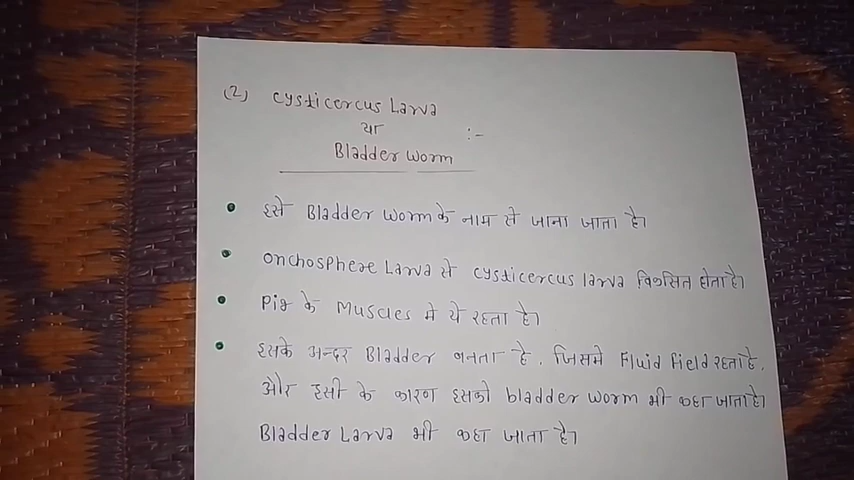 (2) Cysticercus Larva
या :-
Bladder Worm
इसे Bladder Worm के नाम से जाना जाता है।
Onchosphere Larva से Cysticercus larva विकसित होता है।
Pig के Muscles मे ये रहता है।
इसके अन्दर Bladder बनता है, जिसमे Fluid Field रहता है,
और इसी के कारण इसको bladder worm भी कहा जाता है।
Bladder Larva भी कहा जाता है।